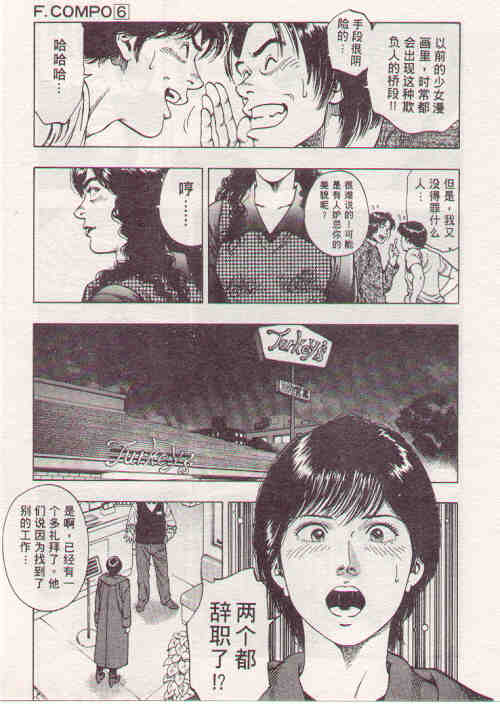 F.COMPO 6
以前的少女漫
画里，时常都
会出现这种欺
负人的桥段!!
手段很阴
险的…
哈哈哈…
但是，我又
没得罪什么
人…
很难说的！可能
是有人妒忌你的
美貌呢？
哼……
Turkey's
Turkey's
两个都
辞职了!?
是啊，已经有一
个多礼拜了。他
们说因为找到了
别的工作…